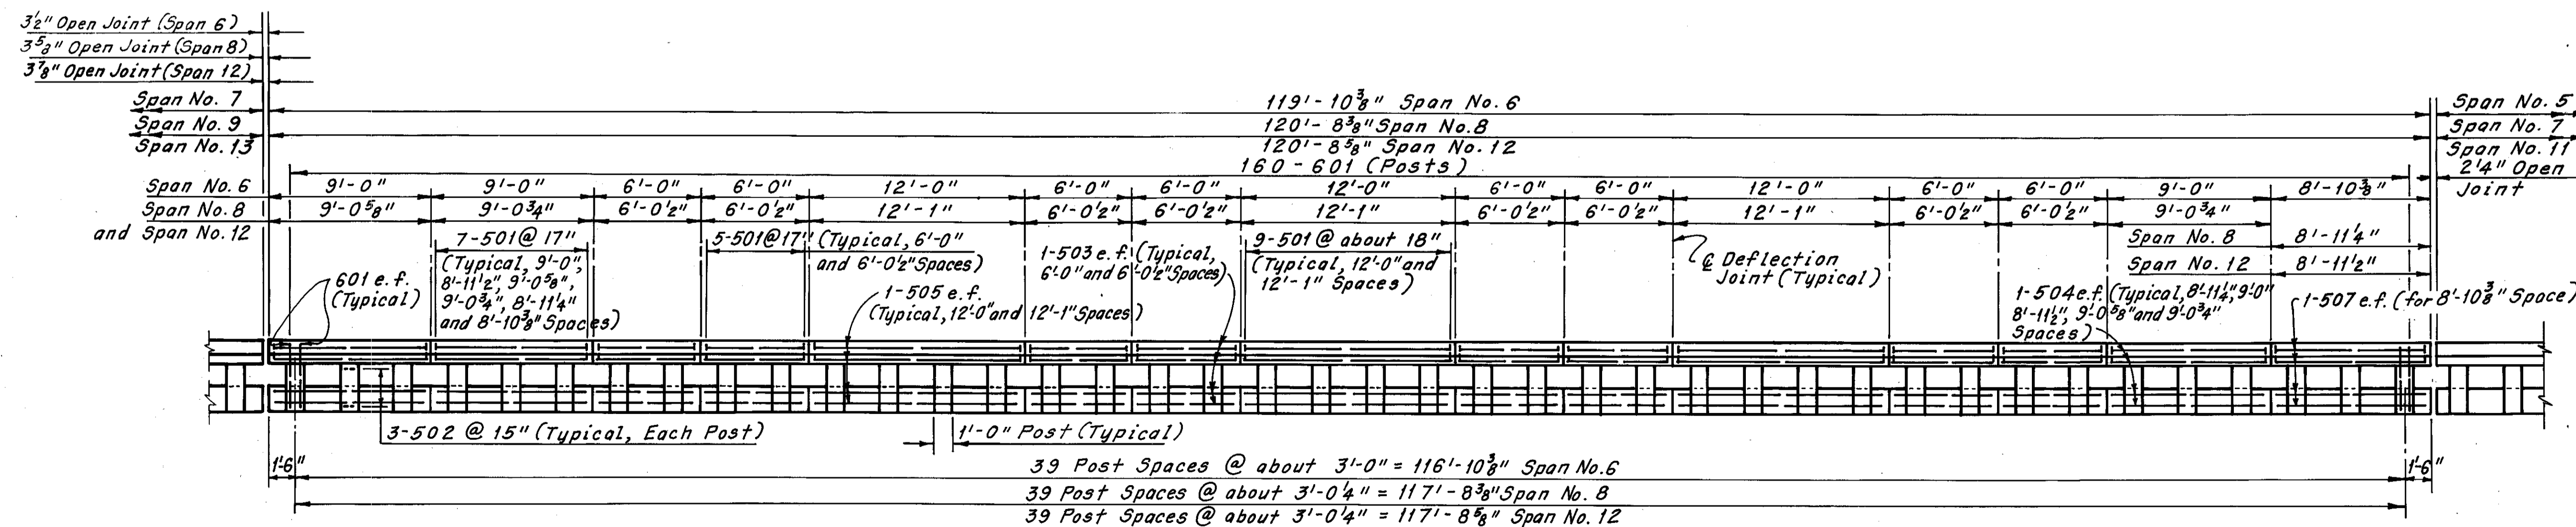 3½" Open Joint (Span 6)
3⅝" Open Joint (Span 8)
3⅞" Open Joint (Span 12)
Span No. 7
Span No. 9
Span No. 13
119'-10⅜" Span No. 6
120'-8⅜" Span No. 8
120'-8⅝" Span No. 12
160-601 (Posts)
Span No. 5
Span No. 7
Span No. 11
2¼" Open
Joint
Span No. 6 9'-0" 9'-0" 6'-0" 6'-0" 12'-0" 6'-0" 6'-0" 12'-0" 6'-0" 6'-0" 12'-0" 6'-0" 6'-0" 9'-0" 8'-10⅜"
Span No. 8 9'-0⅝" 9'-0¾" 6'-0½" 6'-0½" 12'-1" 6'-0½" 6'-0½" 12'-1" 6'-0½" 6'-0½" 12'-1" 6'-0½" 6'-0½" 9'-0¾"
and Span No. 12
Span No. 8 8'-11¼"
Span No. 12 8'-11½"
601 e.f.
(Typical)
7-501 @ 17"
(Typical, 9'-0",
8'-11½", 9'-0⅝",
9'-0¾", 8'-11¼"
and 8'-10⅜" Spaces)
5-501 @ 17" (Typical, 6'-0"
and 6'-0½" Spaces)
1-505 e.f.
(Typical, 12'-0" and 12'-1" Spaces)
1-503 e.f. (Typical,
6'-0" and 6'-0½" Spaces)
9-501 @ about 18"
(Typical, 12'-0" and
12'-1" Spaces)
℄ Deflection
Joint (Typical)
1-504 e.f. (Typical, 8'-11¼", 9'-0"
8'-11½", 9'-0⅝" and 9'-0¾"
Spaces)
1-507 e.f. (for 8'-10⅜" Space)
3-502 @ 15" (Typical, Each Post)
1'-0" Post (Typical)
1'-6"
39 Post Spaces @ about 3'-0" = 116'-10⅜" Span No. 6
1'-6"
39 Post Spaces @ about 3'-0¼" = 117'-8⅜" Span No. 8
39 Post Spaces @ about 3'-0¼" = 117'-8⅝" Span No. 12